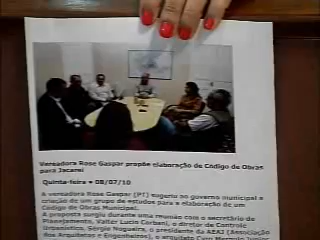 Vereadora Rose Gaspar propõe elaboração de Código de Obras
para Jacareí
Quinta-feira • 08/07/10
A vereadora Rose Gaspar (PT) sugeriu ao governo municipal a
criação de um grupo de estudos para a elaboração de um
Código de Obras Municipal.
A proposta surgiu durante uma reunião com o secretário de
Planejamento, Valter Lucio Corbani, o diretor de Controle
Urbanístico, Sérgio Nogueira, o presidente da AEAJ (Associação
dos Arquitetos e Engenheiros), o arquiteto